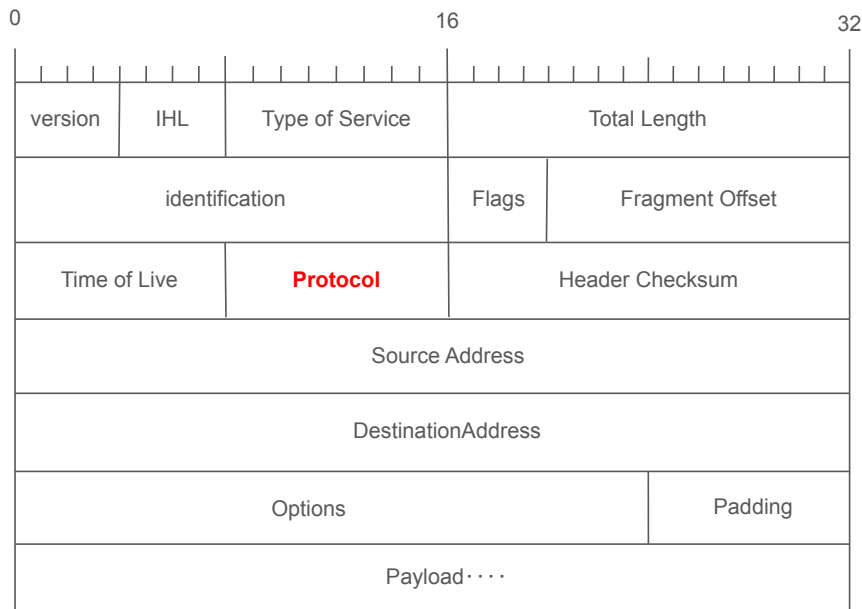 0 16 32
version IHL Type of Service Total Length
identification Flags Fragment Offset
Time of Live Protocol Header Checksum
Source Address
DestinationAddress
Options Padding
Payload････